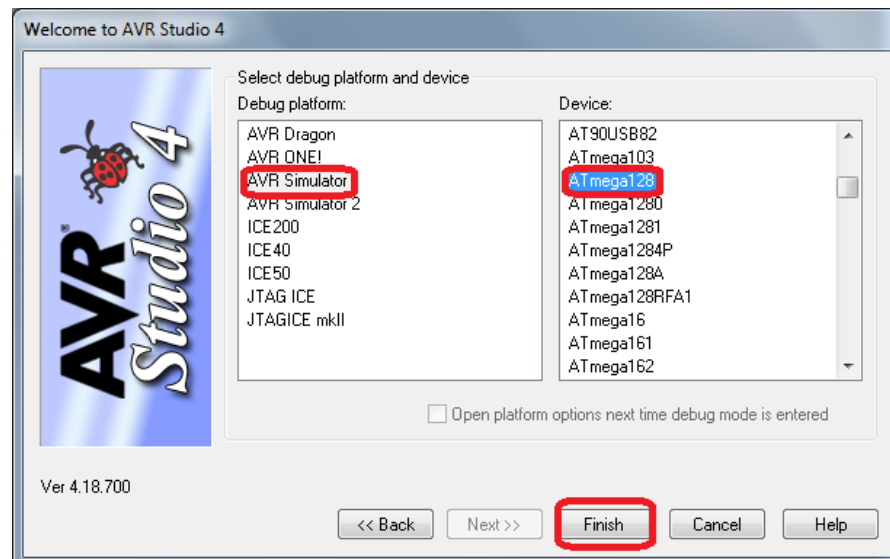 Welcome to AVR Studio 4
AVR® Studio 4
Select debug platform and device
Debug platform:
AVR Dragon
AVR ONE!
AVR Simulator
AVR Simulator 2
ICE200
ICE40
ICE50
JTAG ICE
JTAGICE mkII
Device:
AT90USB82
ATmega103
ATmega128
ATmega1280
ATmega1281
ATmega1284P
ATmega128A
ATmega128RFA1
ATmega16
ATmega161
ATmega162
Open platform options next time debug mode is entered
Ver 4.18.700
<< Back
Next >>
Finish
Cancel
Help